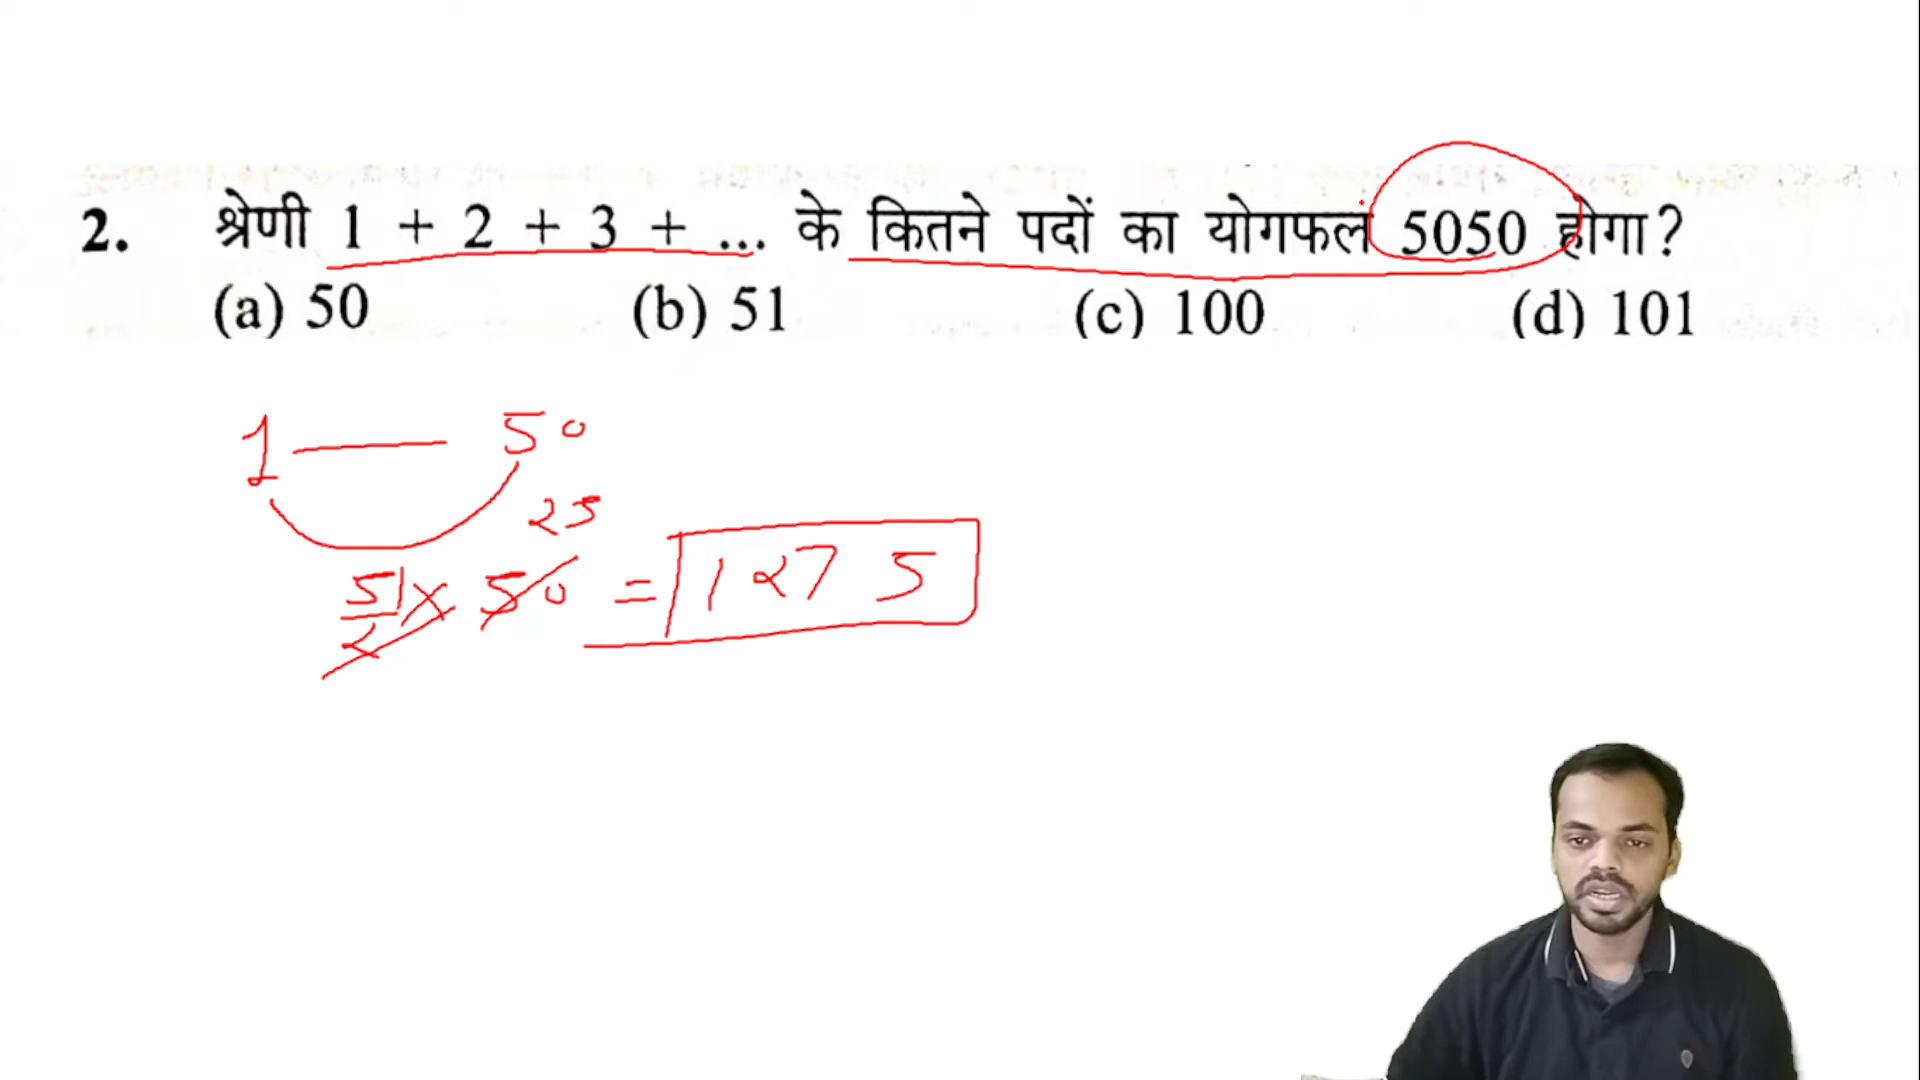 2. श्रेणी 1 + 2 + 3 + ... के कितने पदों का योगफल 5050 होगा?
(a) 50 (b) 51 (c) 100 (d) 101
1 — 50
25
51/2 × 50 = 1275